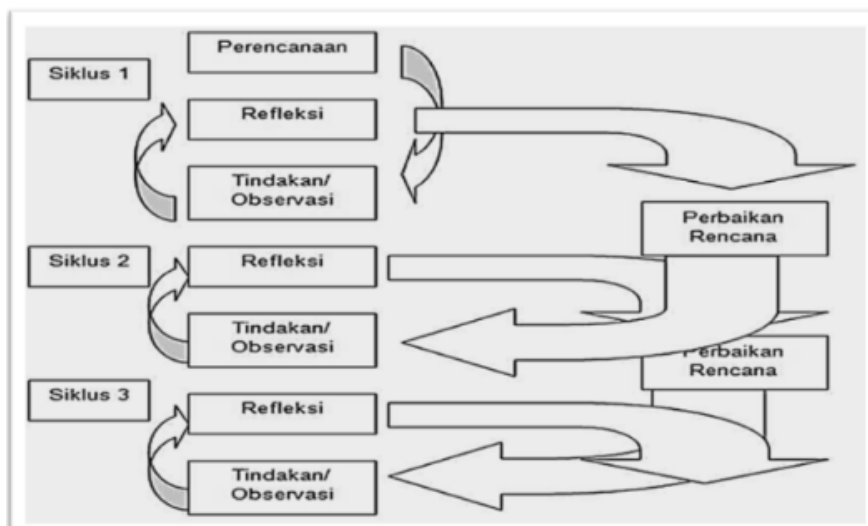 Perencanaan
Siklus 1
Refleksi
Tindakan/
Observasi
Perbaikan
Rencana
Siklus 2
Refleksi
Tindakan/
Observasi
Perbaikan
Rencana
Siklus 3
Refleksi
Tindakan/
Observasi